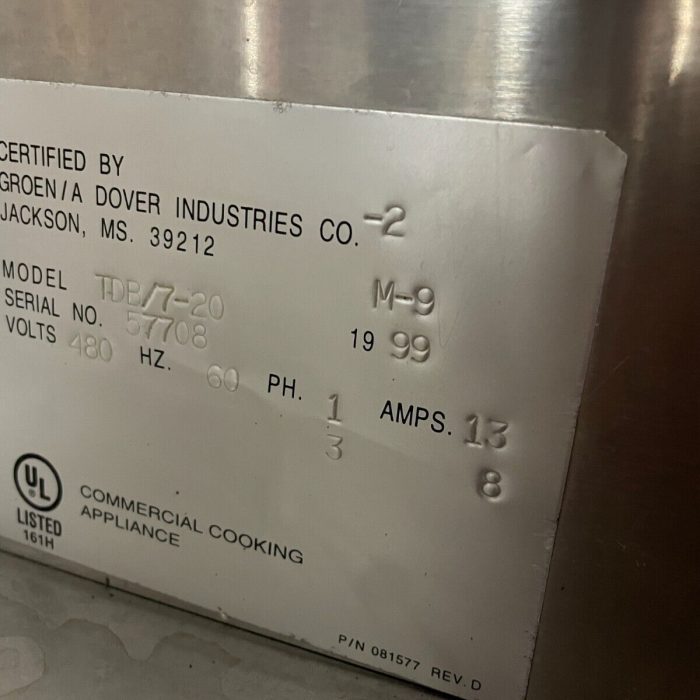 CERTIFIED BY
GROEN/A DOVER INDUSTRIES CO. -2
JACKSON, MS. 39212
MODEL TDB/7-20 M-9
SERIAL NO. 57708 19 99
VOLTS 480 HZ. 60 PH. 1 AMPS. 13
3 8
UL
LISTED
161H
COMMERCIAL COOKING
APPLIANCE
P/N 081577 REV. D